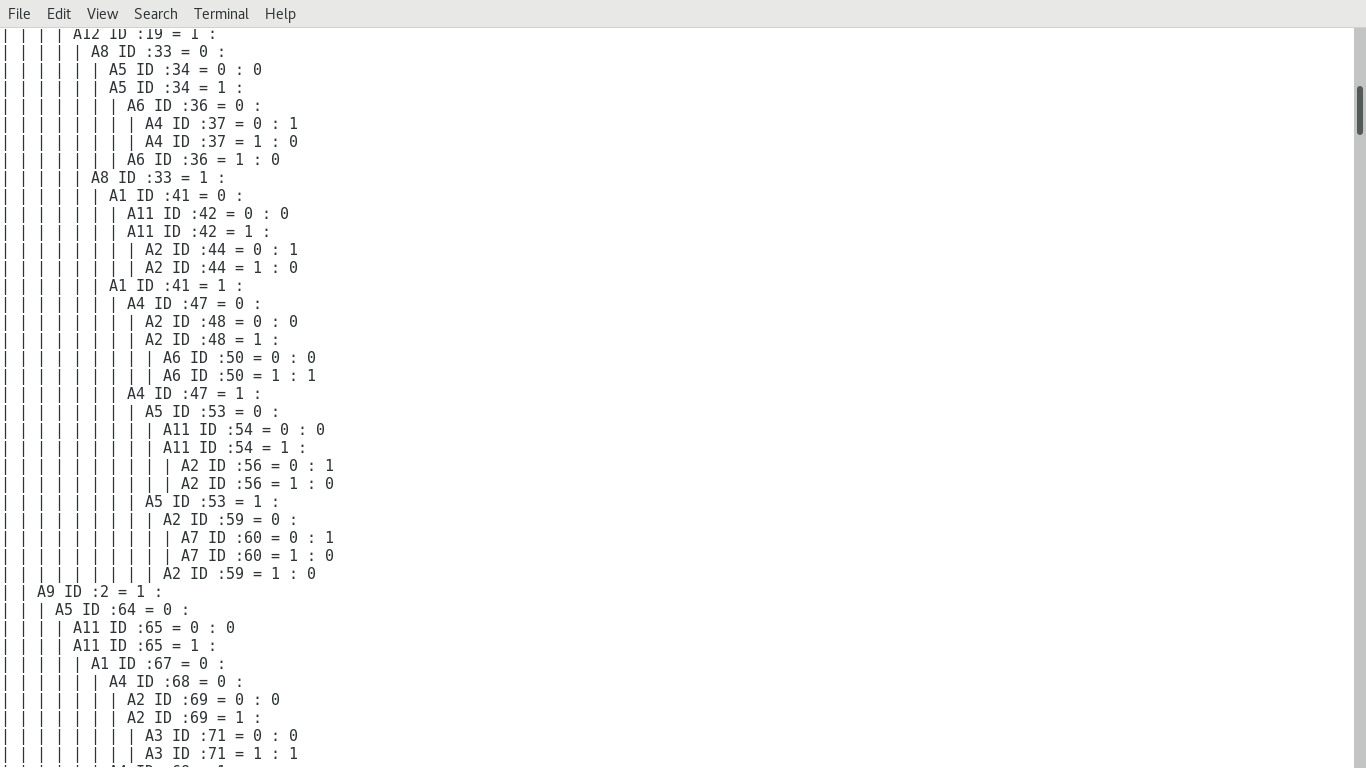 File Edit View Search Terminal Help
| | | | A12 ID :19 = 1 :
| | | | | A8 ID :33 = 0 :
| | | | | | A5 ID :34 = 0 : 0
| | | | | | A5 ID :34 = 1 :
| | | | | | | A6 ID :36 = 0 :
| | | | | | | | A4 ID :37 = 0 : 1
| | | | | | | | A4 ID :37 = 1 : 0
| | | | | | | A6 ID :36 = 1 : 0
| | | | | A8 ID :33 = 1 :
| | | | | | A1 ID :41 = 0 :
| | | | | | | A11 ID :42 = 0 : 0
| | | | | | | A11 ID :42 = 1 :
| | | | | | | | A2 ID :44 = 0 : 1
| | | | | | | | A2 ID :44 = 1 : 0
| | | | | | A1 ID :41 = 1 :
| | | | | | | A4 ID :47 = 0 :
| | | | | | | | A2 ID :48 = 0 : 0
| | | | | | | | A2 ID :48 = 1 :
| | | | | | | | | A6 ID :50 = 0 : 0
| | | | | | | | | A6 ID :50 = 1 : 1
| | | | | | | A4 ID :47 = 1 :
| | | | | | | | A5 ID :53 = 0 :
| | | | | | | | | A11 ID :54 = 0 : 0
| | | | | | | | | A11 ID :54 = 1 :
| | | | | | | | | | A2 ID :56 = 0 : 1
| | | | | | | | | | A2 ID :56 = 1 : 0
| | | | | | | | A5 ID :53 = 1 :
| | | | | | | | | A2 ID :59 = 0 :
| | | | | | | | | | A7 ID :60 = 0 : 1
| | | | | | | | | | A7 ID :60 = 1 : 0
| | | | | | | | | A2 ID :59 = 1 : 0
| | A9 ID :2 = 1 :
| | | A5 ID :64 = 0 :
| | | | A11 ID :65 = 0 : 0
| | | | A11 ID :65 = 1 :
| | | | | A1 ID :67 = 0 :
| | | | | | A4 ID :68 = 0 :
| | | | | | | A2 ID :69 = 0 : 0
| | | | | | | A2 ID :69 = 1 :
| | | | | | | | A3 ID :71 = 0 : 0
| | | | | | | | A3 ID :71 = 1 : 1